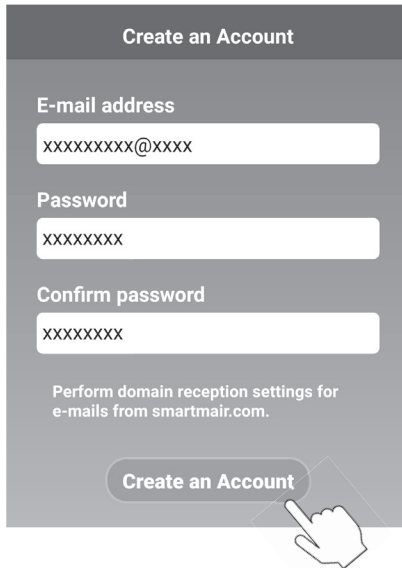 Create an Account
E-mail address
xxxxxxxxx@xxxx
Password
xxxxxxxx
Confirm password
xxxxxxxx
Perform domain reception settings for
e-mails from smartmair.com.
Create an Account